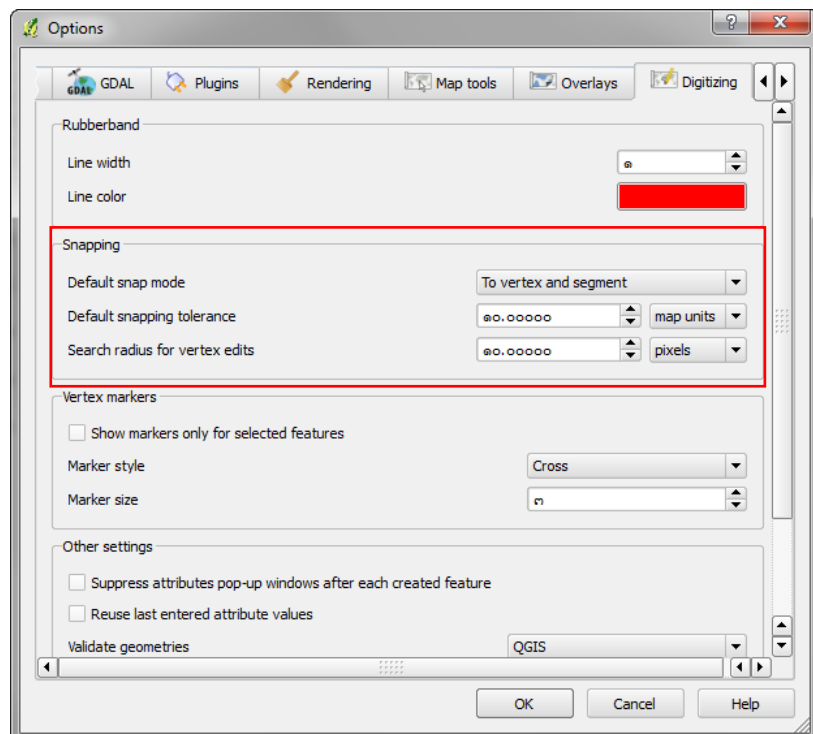 Options
GDAL Plugins Rendering Map tools Overlays Digitizing
Rubberband
Line width ๑
Line color
Snapping
Default snap mode To vertex and segment
Default snapping tolerance ๑๐.๐๐๐๐๐ map units
Search radius for vertex edits ๑๐.๐๐๐๐๐ pixels
Vertex markers
Show markers only for selected features
Marker style Cross
Marker size ๓
Other settings
Suppress attributes pop-up windows after each created feature
Reuse last entered attribute values
Validate geometries QGIS
OK Cancel Help